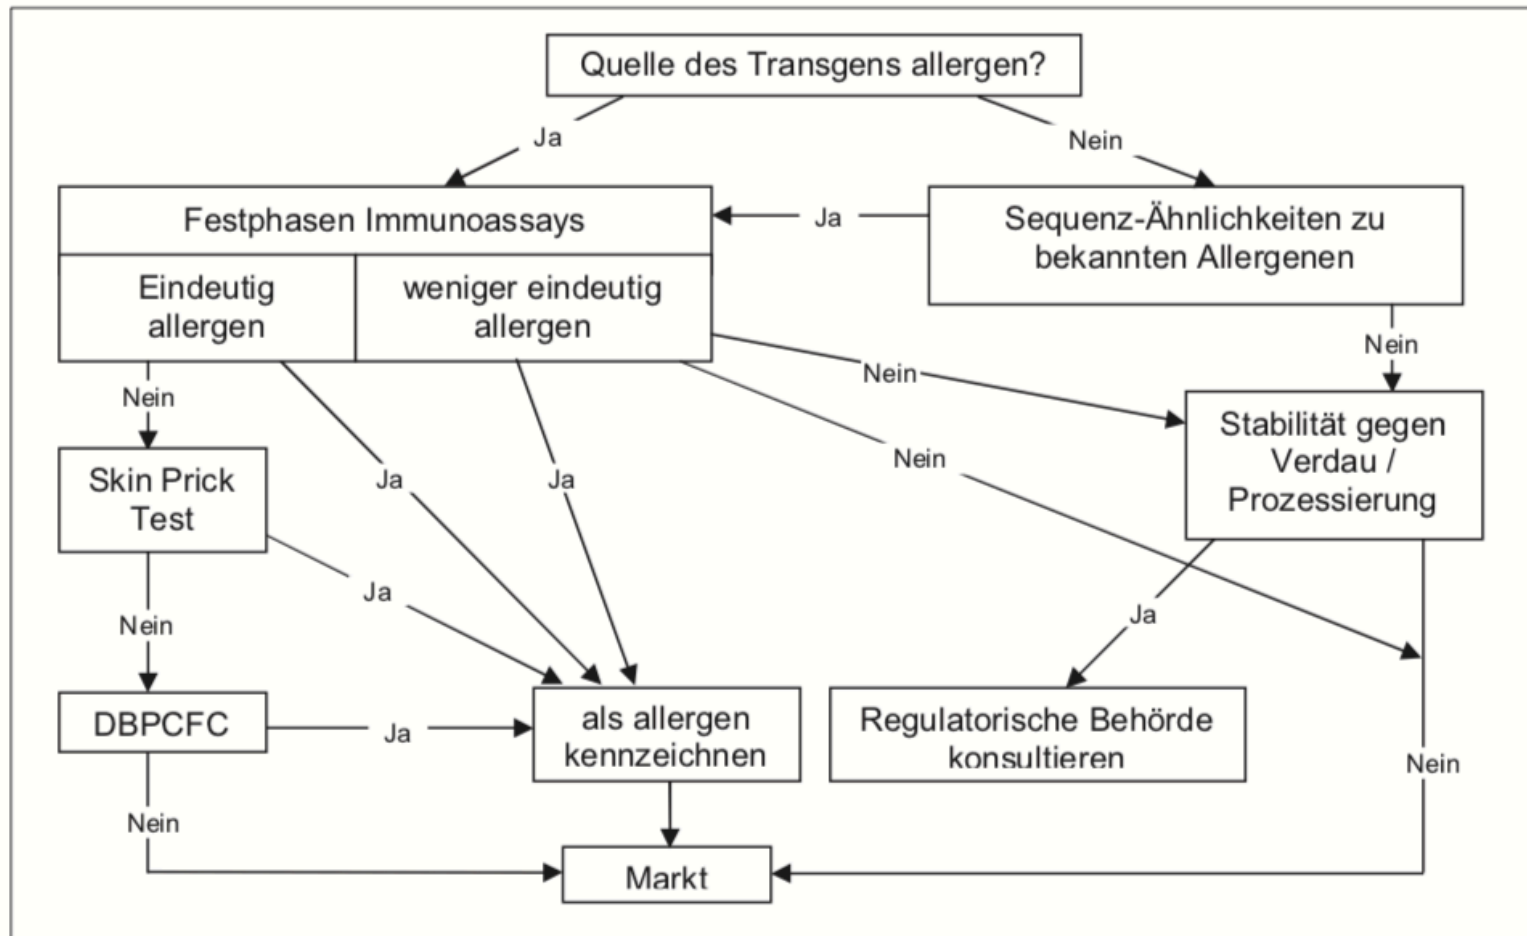 Quelle des Transgens allergen?
Ja
Nein
Festphasen Immunoassays
Ja
Sequenz-Ähnlichkeiten zu
bekannten Allergenen
Eindeutig
allergen
weniger eindeutig
allergen
Nein
Nein
Nein
Nein
Stabilität gegen
Verdau /
Prozessierung
Skin Prick
Test
Ja
Ja
Ja
Nein
Ja
DBPCFC
Ja
als allergen
kennzeichnen
Regulatorische Behörde
konsultieren
Nein
Nein
Markt